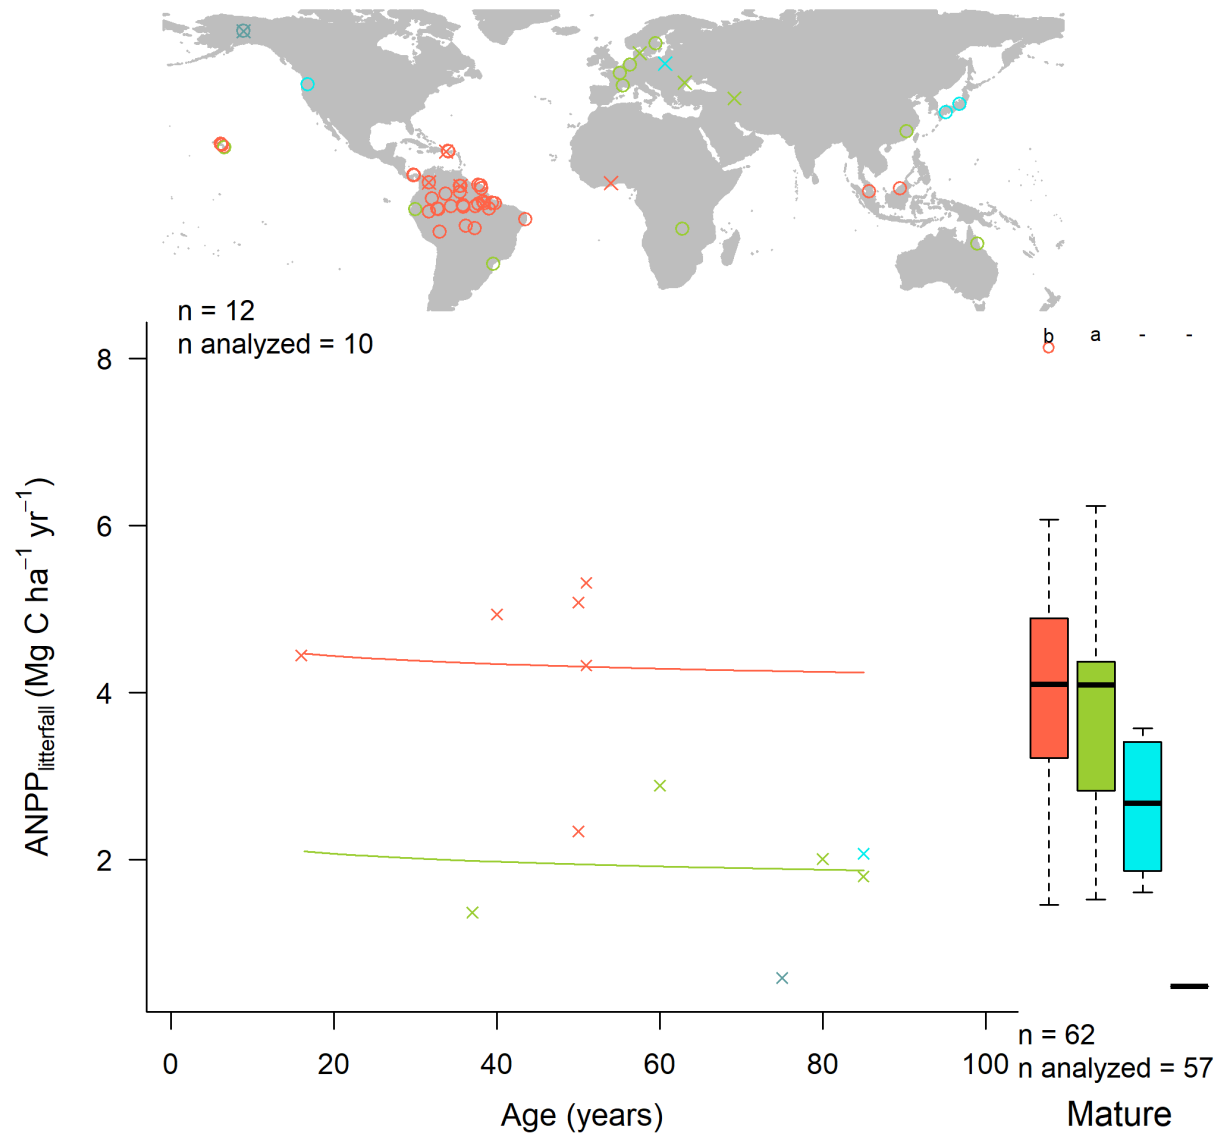 n = 12
n analyzed = 10
b a - -
8
6
4
2
ANPPlitterfall (Mg C ha−1 yr−1)
0 20 40 60 80 100
Age (years)
n = 62
n analyzed = 57
Mature